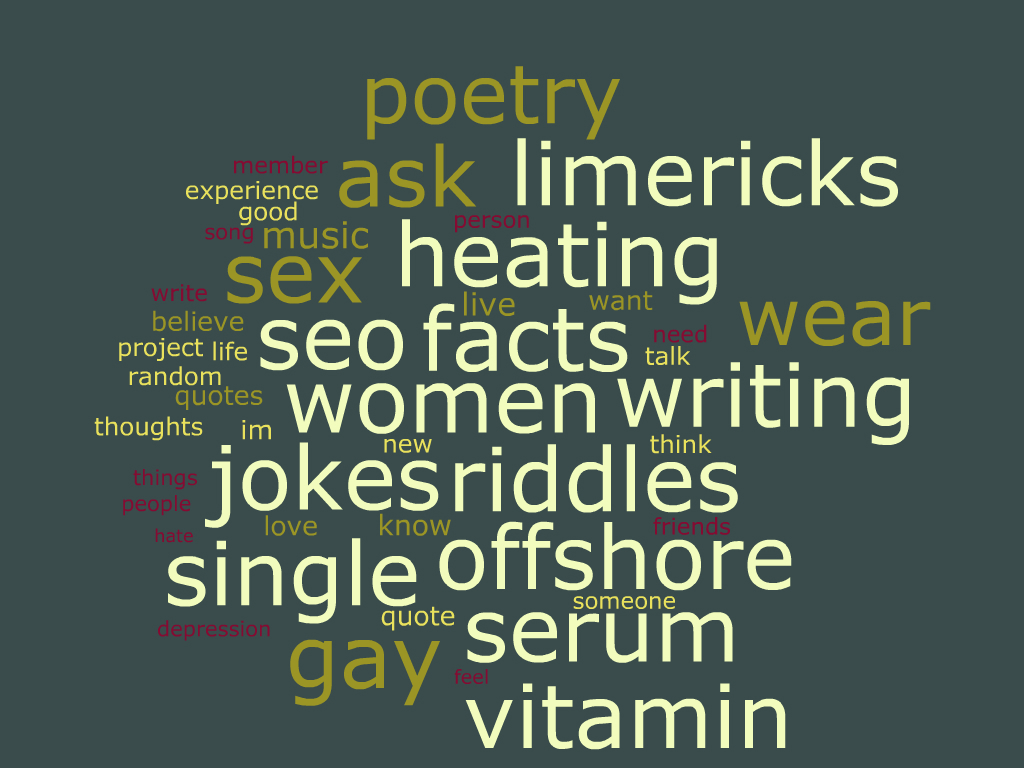 poetry
member ask limericks
experience
good person
song music heating
sex
write live want wear
believe seo facts need
project life talk
random women writing
quotes
thoughts im
new think
jokes riddles
things
people
love know friends
hate
single offshore
quote someone
depression serum
gay feel
vitamin